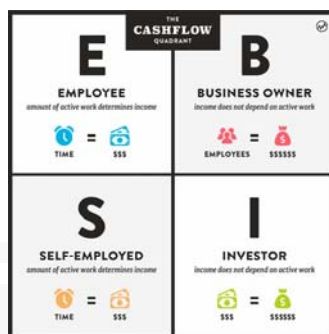 THE
CASHFLOW
QUADRANT
E
EMPLOYEE
amount of active work determines income
TIME = $$$
B
BUSINESS OWNER
income does not depend on active work
EMPLOYEES = $$$$$$
S
SELF-EMPLOYED
amount of active work determines income
TIME = $$$
I
INVESTOR
income does not depend on active work
$$$ = $$$$$$